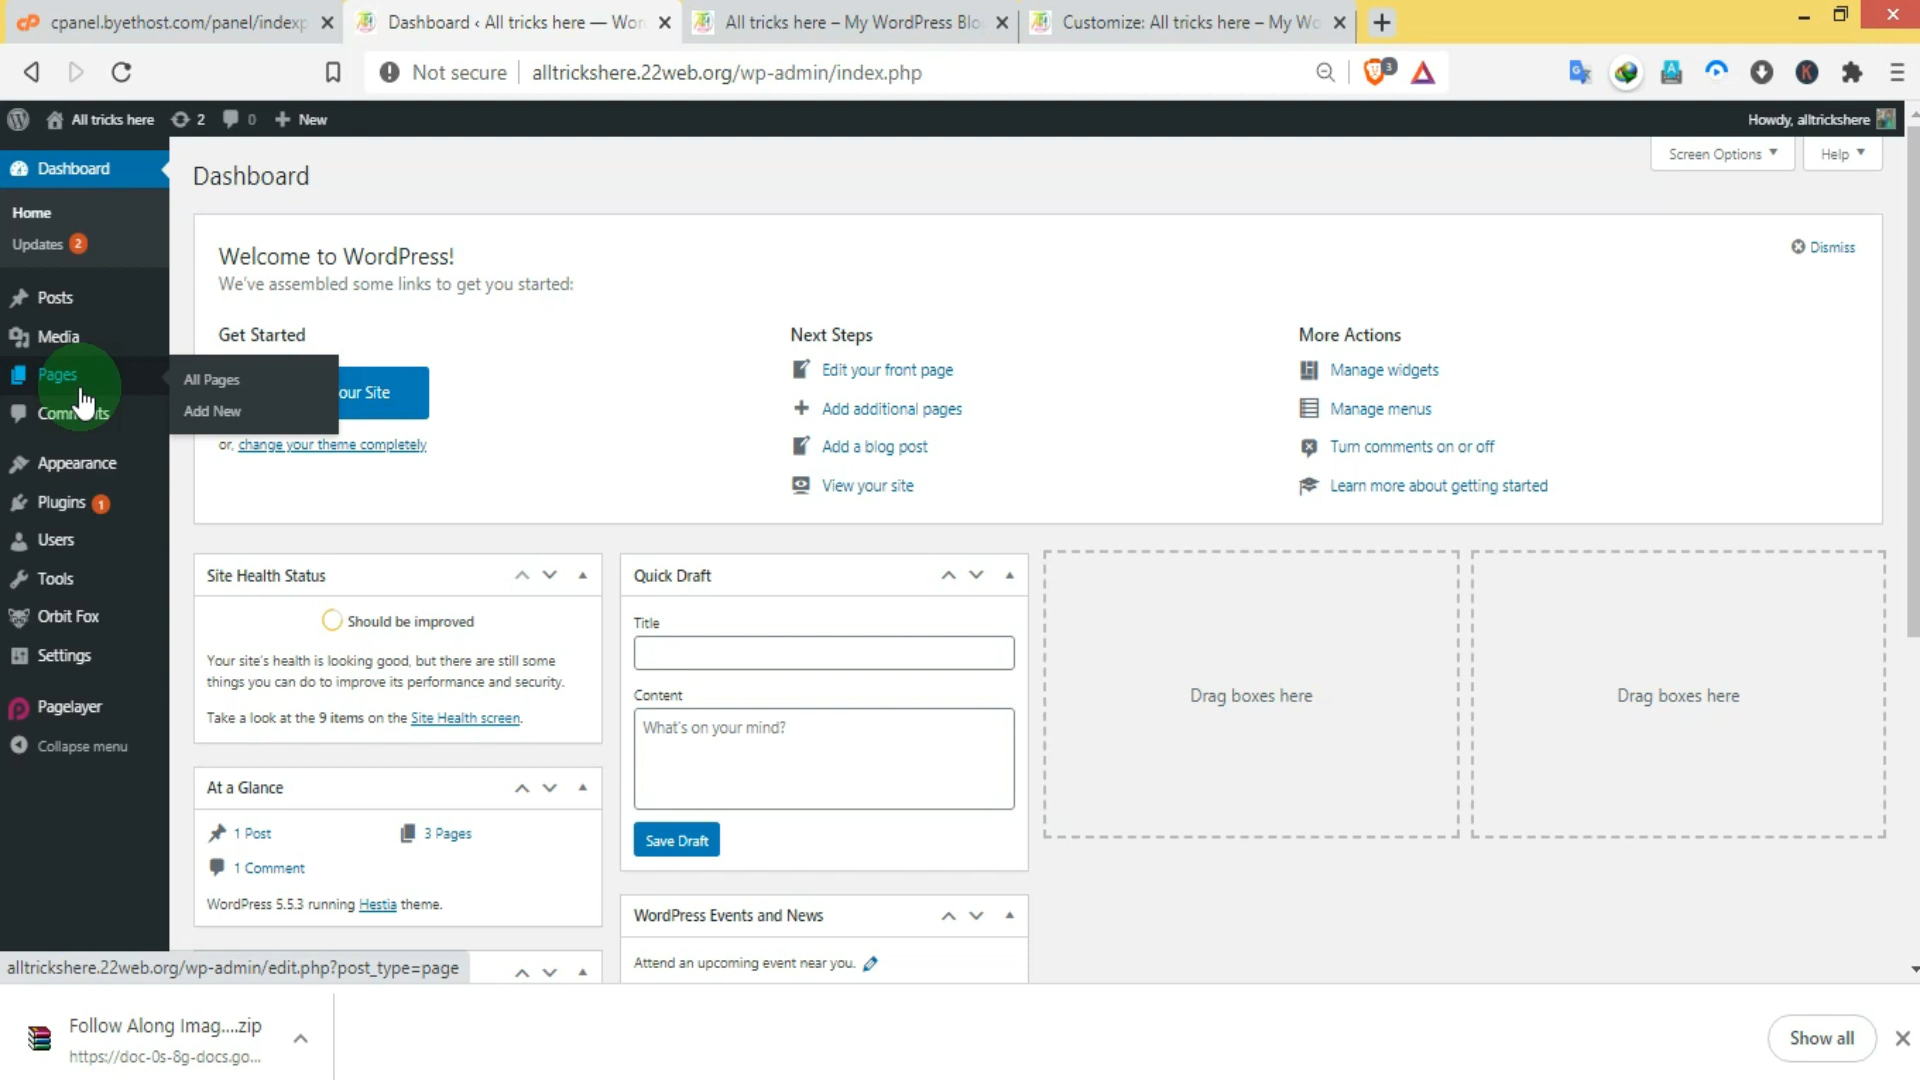 cpanel.byethost.com/panel/indexp
Dashboard ‹ All tricks here — Wor
All tricks here – My WordPress Blo
Customize: All tricks here – My Wo
Not secure
alltrickshere.22web.org/wp-admin/index.php
3
All tricks here
2
0
New
Howdy, alltrickshere
Dashboard
Home
Updates 2
Posts
Media
Pages
All Pages
Add New
Appearance
Plugins 1
Users
Tools
Orbit Fox
Settings
Pagelayer
Collapse menu
Dashboard
Screen Options
Help
Welcome to WordPress!
We've assembled some links to get you started:
Dismiss
Get Started
our Site
or, change your theme completely
Next Steps
Edit your front page
Add additional pages
Add a blog post
View your site
More Actions
Manage widgets
Manage menus
Turn comments on or off
Learn more about getting started
Site Health Status
Should be improved
Your site's health is looking good, but there are still some
things you can do to improve its performance and security.
Take a look at the 9 items on the Site Health screen.
At a Glance
1 Post
3 Pages
1 Comment
WordPress 5.5.3 running Hestia theme.
Quick Draft
Title
Content
What's on your mind?
Save Draft
WordPress Events and News
Attend an upcoming event near you.
Drag boxes here
Drag boxes here
alltrickshere.22web.org/wp-admin/edit.php?post_type=page
Follow Along Imag....zip
https://doc-0s-8g-docs.go...
Show all